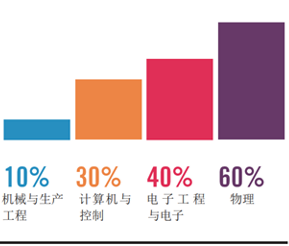 10% 30% 40% 60%
机械与生产 计算机与 电子工程 物理
工程 控制 与电子